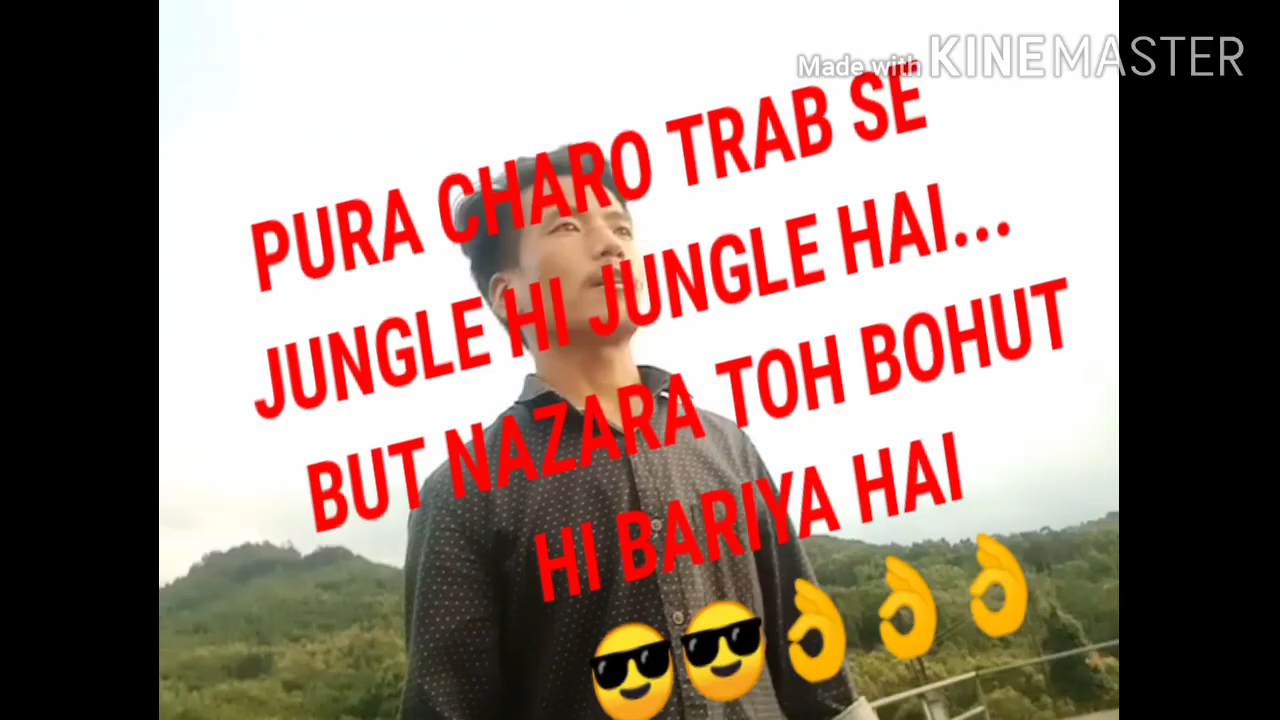 Made with KINEMASTER
PURA CHARO TRAB SE
JUNGLE HI JUNGLE HAI...
BUT NAZARA TOH BOHUT
HI BARIYA HAI
😎😎👌👌👌